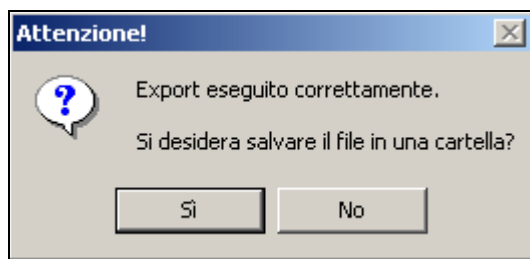 Attenzione!
Export eseguito correttamente.
Si desidera salvare il file in una cartella?
Sì
No